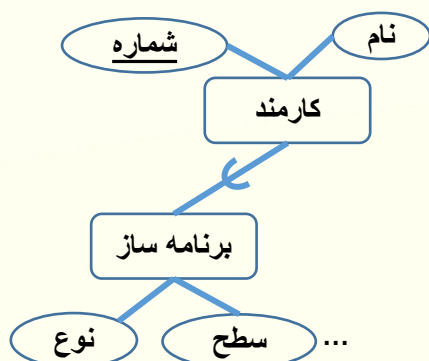 نام
شماره
کارمند
برنامه ساز
نوع
سطح ...